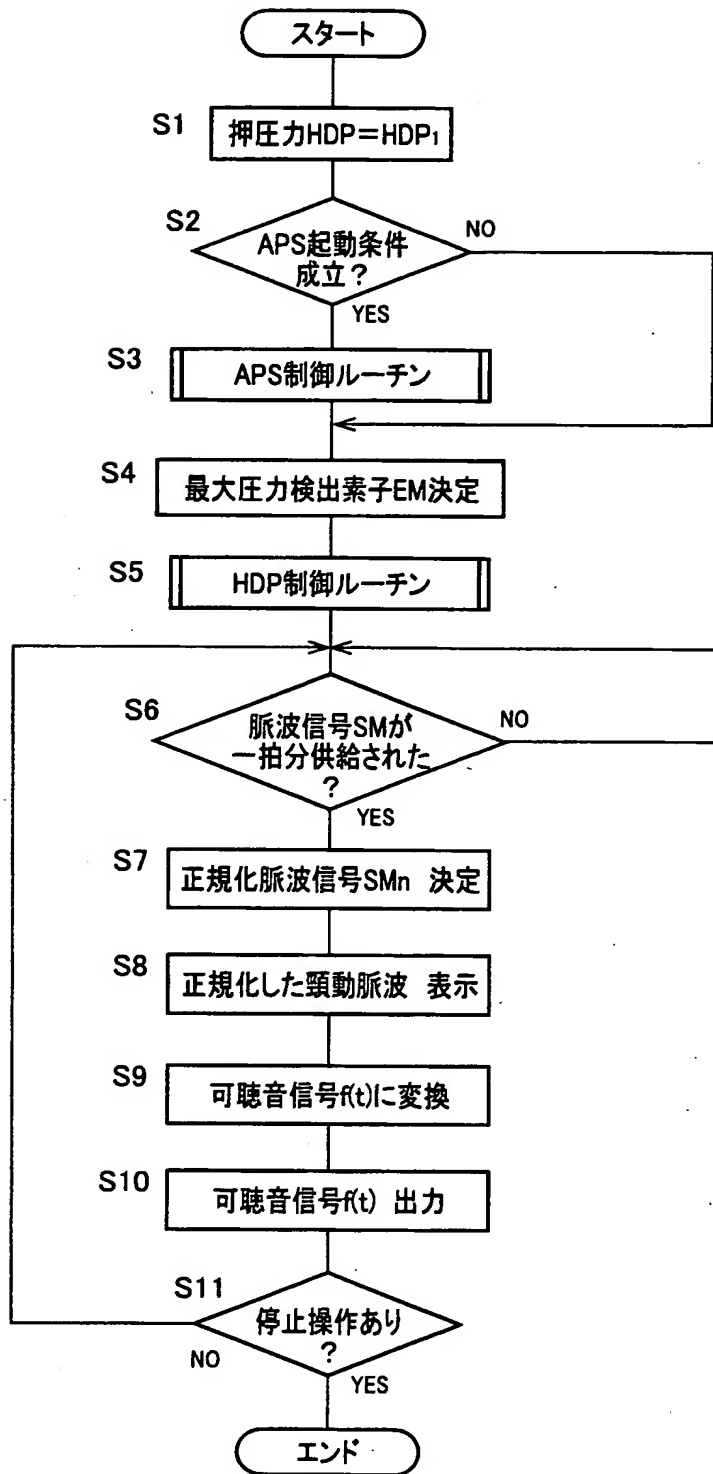 スタート
S1
押圧力HDP=HDP₁
S2
APS起動条件
成立?
NO
YES
S3
APS制御ルーチン
S4
最大圧力検出素子EM決定
S5
HDP制御ルーチン
S6
脈波信号SMが
一拍分供給された
?
NO
YES
S7
正規化脈波信号SMn 決定
S8
正規化した頸動脈波 表示
S9
可聴音信号f(t)に変換
S10
可聴音信号f(t) 出力
S11
停止操作あり
?
NO
YES
エンド